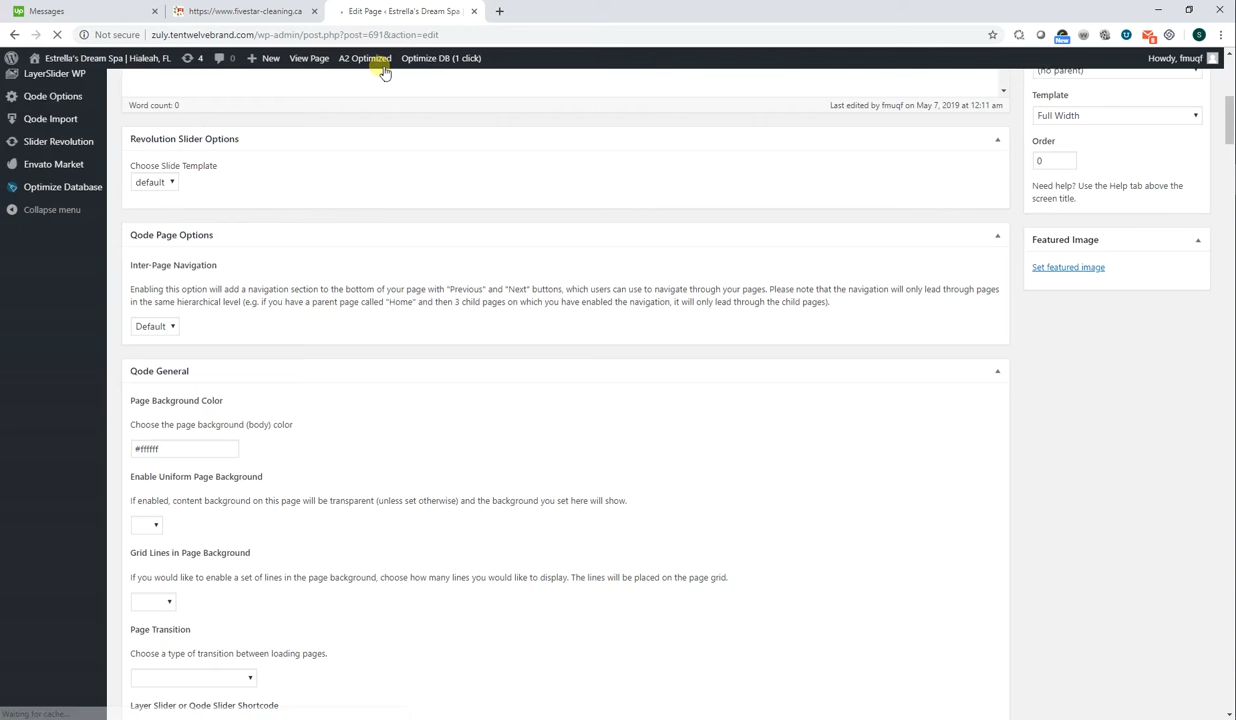 Messages
https://www.fivestar-cleaning.ca
Edit Page ‹ Estrella's Dream Spa |
Not secure | zuly.tentwelvebrand.com/wp-admin/post.php?post=691&action=edit
New
8
S
Estrella's Dream Spa | Hialeah, FL 4 0 New View Page A2 Optimized Optimize DB (1 click) Howdy, fmuqf
LayerSlider WP
Qode Options
Qode Import
Slider Revolution
Envato Market
Optimize Database
Collapse menu
Word count: 0
Last edited by fmuqf on May 7, 2019 at 12:11 am
Revolution Slider Options
Choose Slide Template
default
Qode Page Options
Inter-Page Navigation
Enabling this option will add a navigation section to the bottom of your page with "Previous" and "Next" buttons, which users can use to navigate through your pages. Please note that the navigation will only lead through pages
in the same hierarchical level (e.g. if you have a parent page called "Home" and then 3 child pages on which you have enabled the navigation, it will only lead through the child pages).
Default
Qode General
Page Background Color
Choose the page background (body) color
#ffffff
Enable Uniform Page Background
If enabled, content background on this page will be transparent (unless set otherwise) and the background you set here will show.
Grid Lines in Page Background
If you would like to enable a set of lines in the page background, choose how many lines you would like to display. The lines will be placed on the page grid.
Page Transition
Choose a type of transition between loading pages.
Layer Slider or Qode Slider Shortcode
(no parent)
Template
Full Width
Order
0
Need help? Use the Help tab above the
screen title.
Featured Image
Set featured image
Waiting for cache...